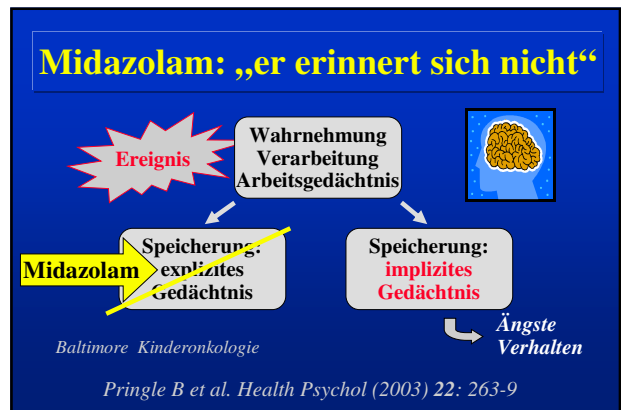 Midazolam: „er erinnert sich nicht“
Ereignis
Wahrnehmung
Verarbeitung
Arbeitsgedächtnis
Midazolam
Speicherung:
explizites
Gedächtnis
Speicherung:
implizites
Gedächtnis
Ängste
Verhalten
Baltimore Kinderonkologie
Pringle B et al. Health Psychol (2003) 22: 263-9